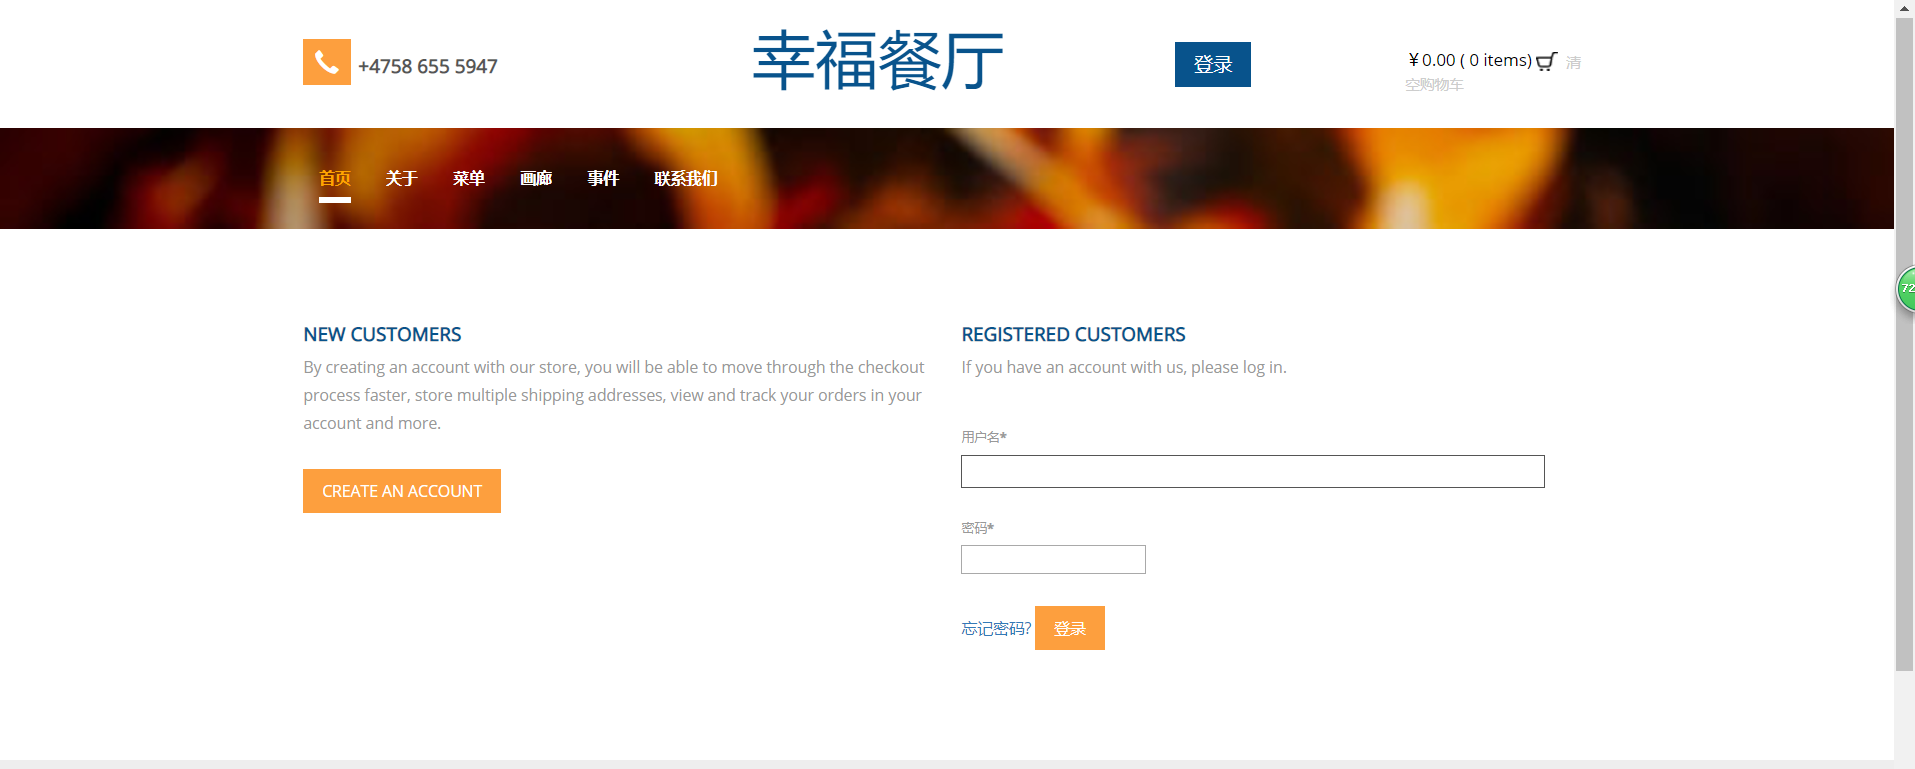 +4758 655 5947
幸福餐厅
登录
￥0.00 ( 0 items) 清
空购物车
首页 关于 菜单 画廊 事件 联系我们
72
NEW CUSTOMERS
By creating an account with our store, you will be able to move through the checkout
process faster, store multiple shipping addresses, view and track your orders in your
account and more.
CREATE AN ACCOUNT
REGISTERED CUSTOMERS
If you have an account with us, please log in.
用户名*
密码*
忘记密码? 登录